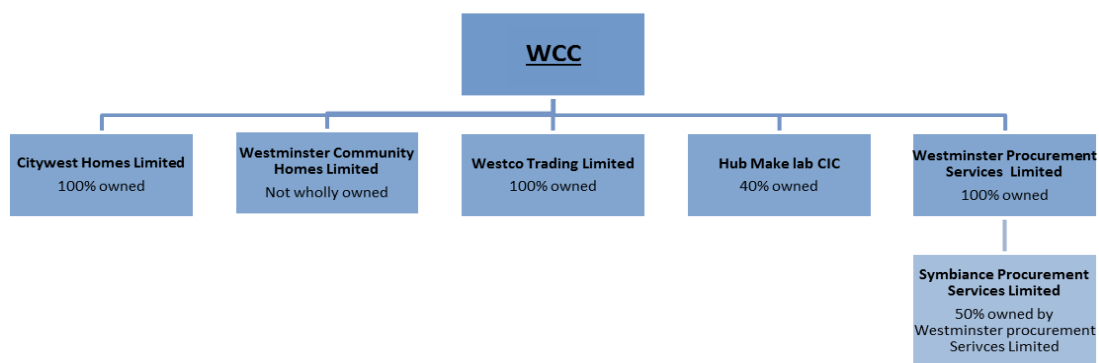 WCC
Citywest Homes Limited
100% owned
Westminster Community
Homes Limited
Not wholly owned
Westco Trading Limited
100% owned
Hub Make lab CIC
40% owned
Westminster Procurement
Services  Limited
100% owned
Symbiance Procurement
Services Limited
50% owned by
Westminster procurement
Serivces Limited